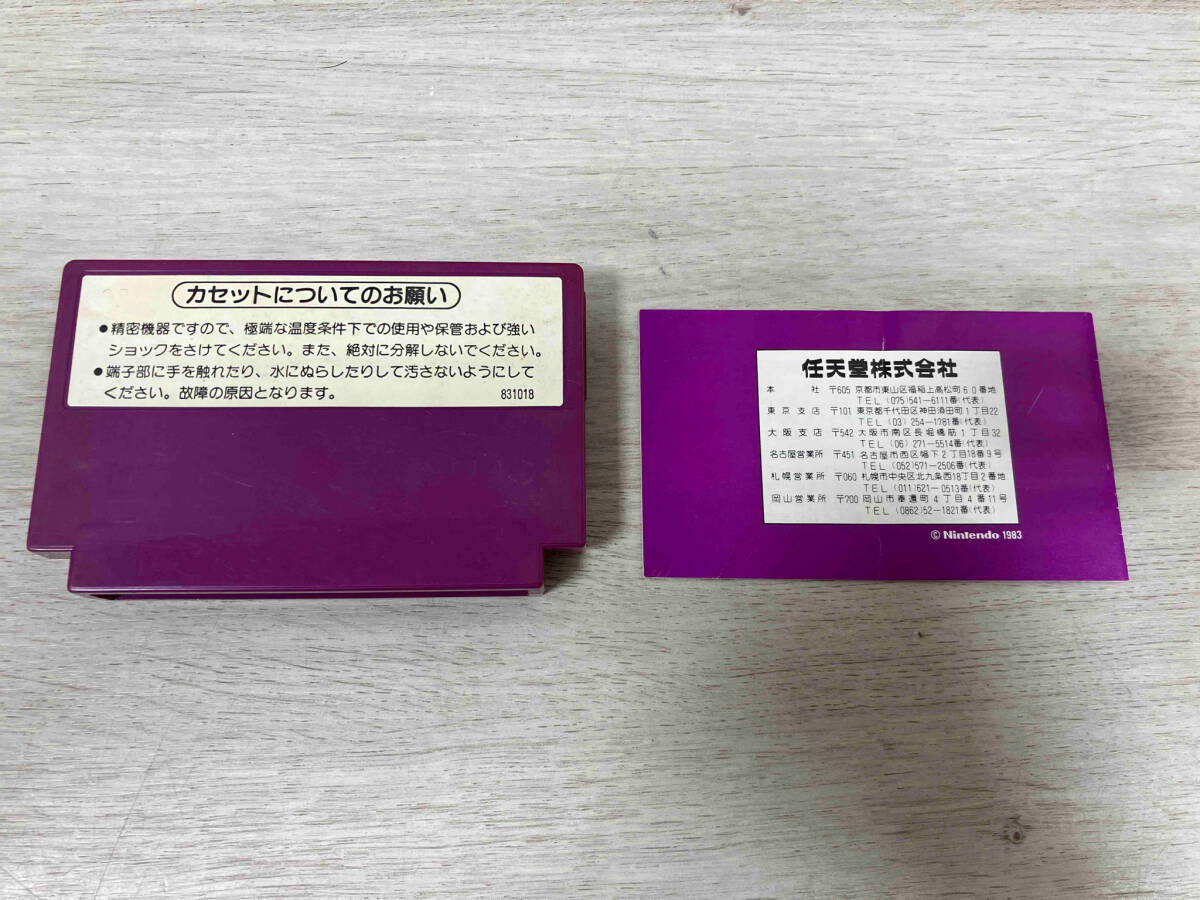 カセットについてのお願い
●精密機器ですので、極端な温度条件下での使用や保管および強い
ショックをさけてください。また、絶対に分解しないでください。
●端子部に手を触れたり、水にぬらしたりして汚さないようにして
ください。故障の原因となります。
831018
任天堂株式会社
本社 〒605 京都市東山区福稲上高松町60番地
TEL (075)541-6111番(代表)
東京支店 〒101 東京都千代田区神田須田町1丁目22
TEL (03) 254-1781番(代表)
大阪支店 〒542 大阪市南区長堀橋筋1丁目32
TEL (06) 271-5514番(代表)
名古屋営業所 〒451 名古屋市西区幅下2丁目18番9号
TEL (052)571-2506番(代表)
札幌営業所 〒060 札幌市中央区北九条西18丁目2番地
TEL (011)621-0513番(代表)
岡山営業所 〒700 岡山市奉還町4丁目4番11号
TEL (0862)52-1821番(代表)
© Nintendo 1983